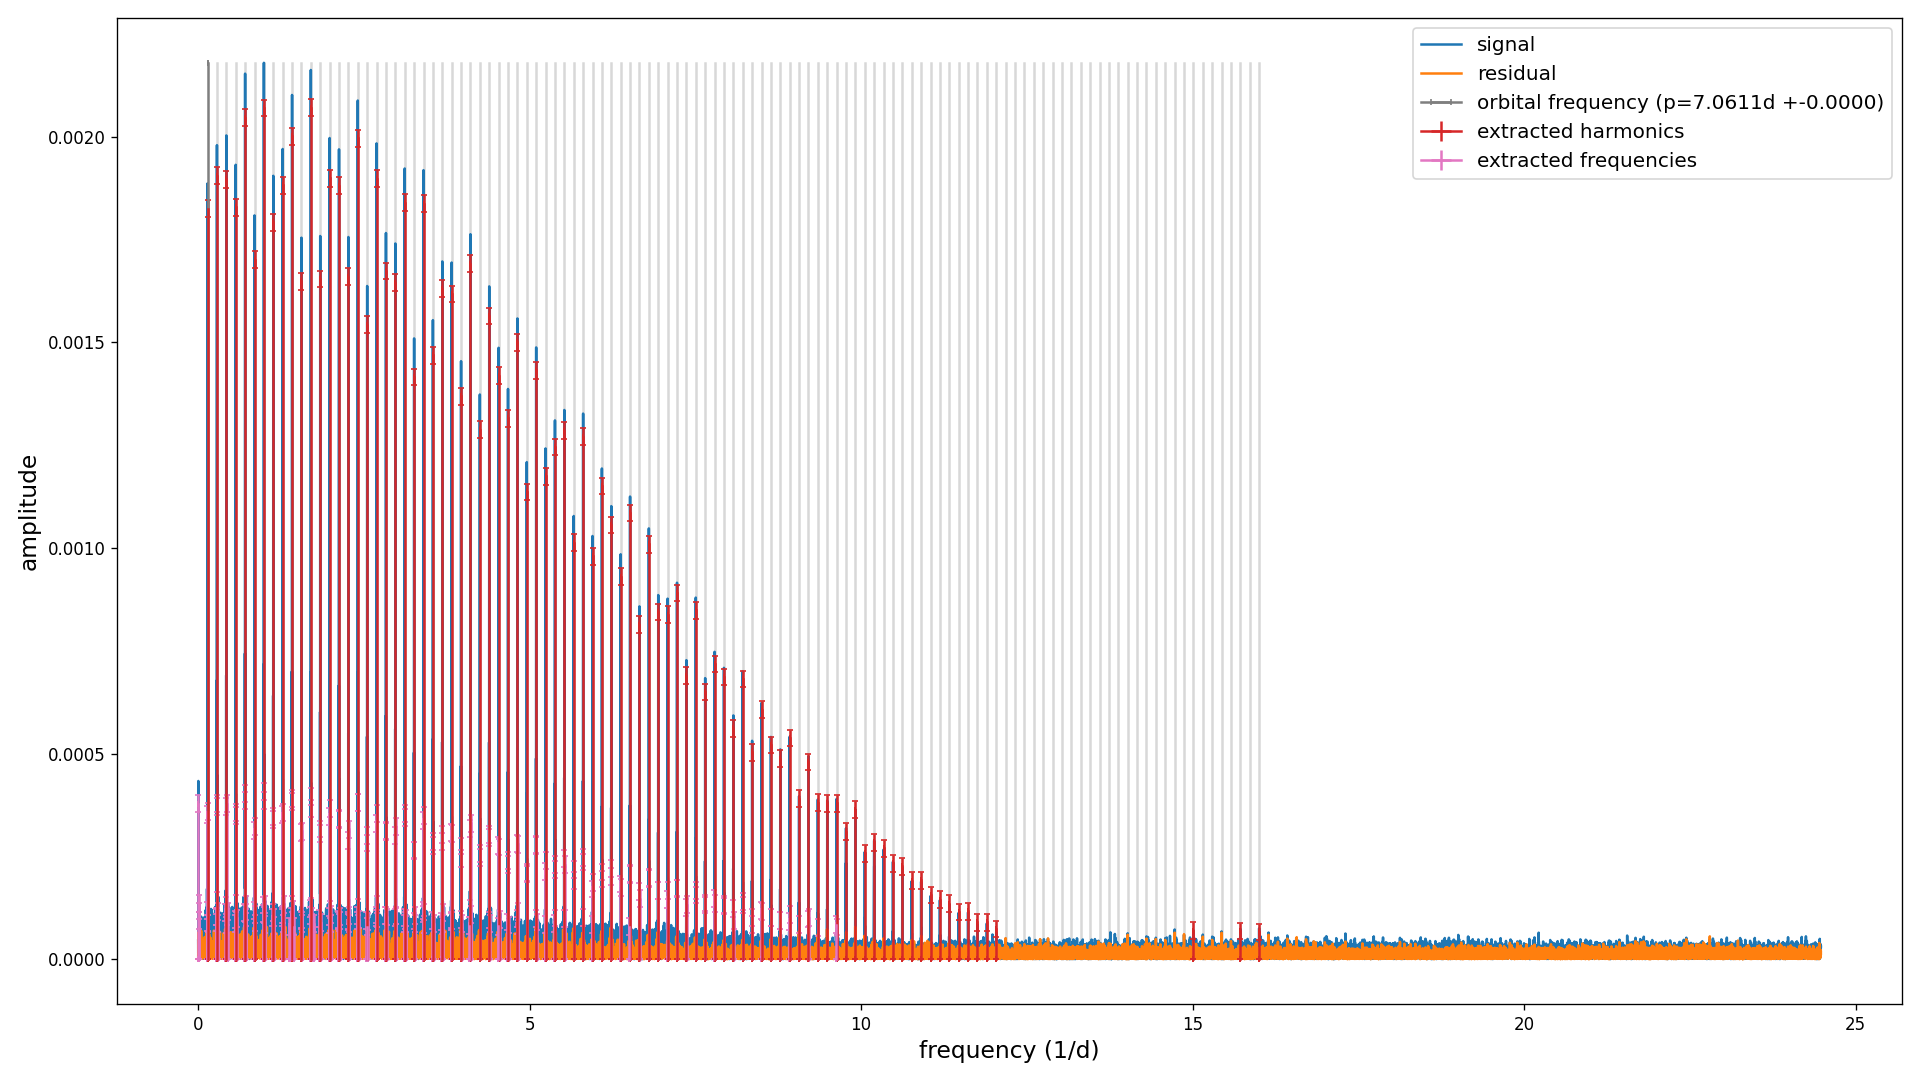 signal
residual
orbital frequency (p=7.0611d +-0.0000)
extracted harmonics
extracted frequencies
amplitude
0.0020
0.0015
0.0010
0.0005
0.0000
0 5 10 15 20 25
frequency (1/d)